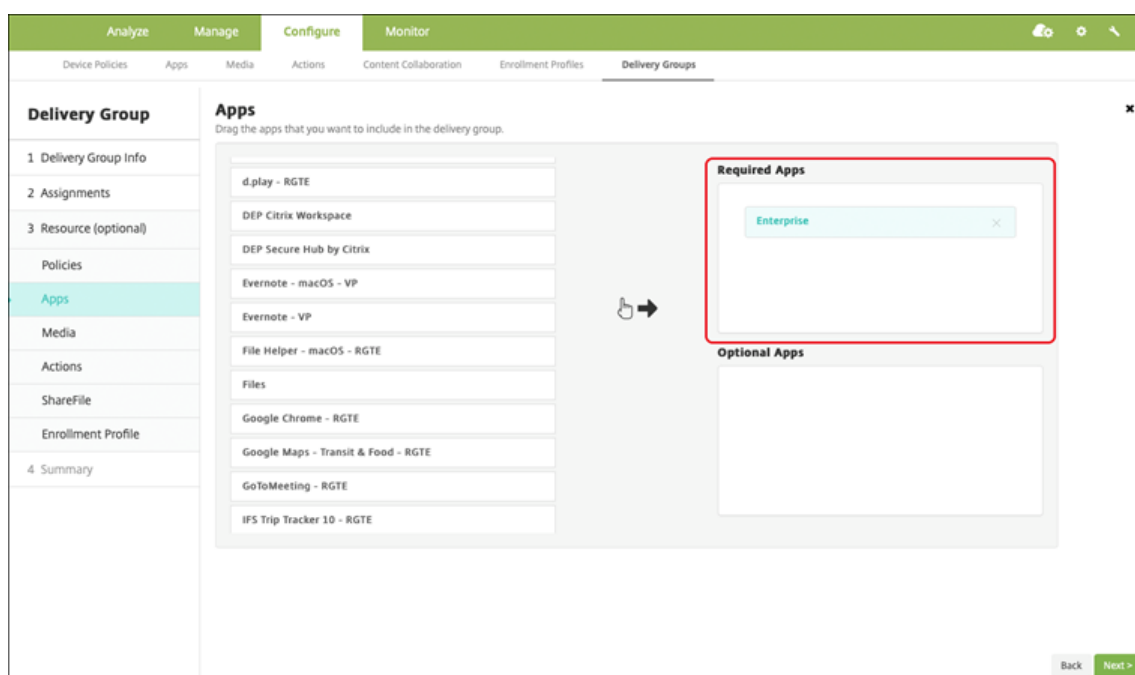 Analyze Manage Configure Monitor
Device Policies Apps Media Actions Content Collaboration Enrollment Profiles Delivery Groups
Delivery Group
1 Delivery Group Info
2 Assignments
3 Resource (optional)
Policies
Apps
Media
Actions
ShareFile
Enrollment Profile
4 Summary
Apps
Drag the apps that you want to include in the delivery group.
d.play - RGTE
DEP Citrix Workspace
DEP Secure Hub by Citrix
Evernote - macOS - VP
Evernote - VP
File Helper - macOS - RGTE
Files
Google Chrome - RGTE
Google Maps - Transit & Food - RGTE
GoToMeeting - RGTE
IFS Trip Tracker 10 - RGTE
Required Apps
Enterprise
Optional Apps
Back Next >